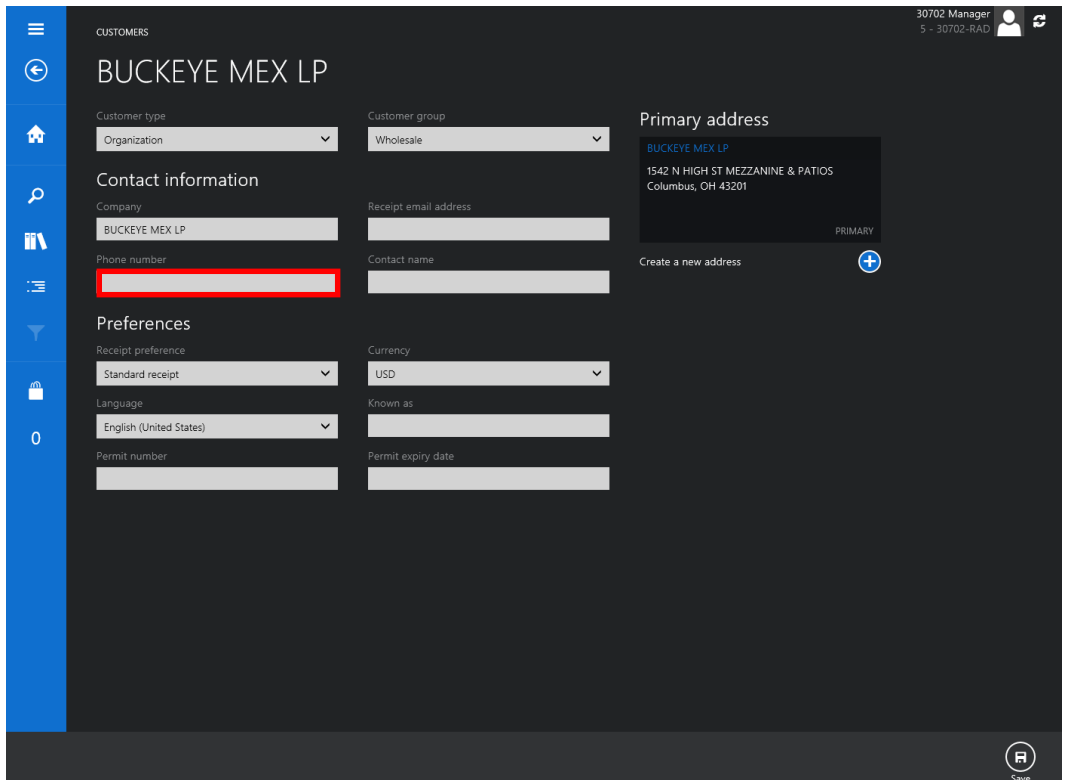 30702 Manager
5 - 30702-RAD
CUSTOMERS
BUCKEYE MEX LP
Customer type
Organization
Customer group
Wholesale
Primary address
BUCKEYE MEX LP
1542 N HIGH ST MEZZANINE & PATIOS
Columbus, OH 43201
PRIMARY
Create a new address
Contact information
Company
BUCKEYE MEX LP
Receipt email address
Phone number
Contact name
Preferences
Receipt preference
Standard receipt
Currency
USD
Language
English (United States)
Known as
Permit number
Permit expiry date
0
Save